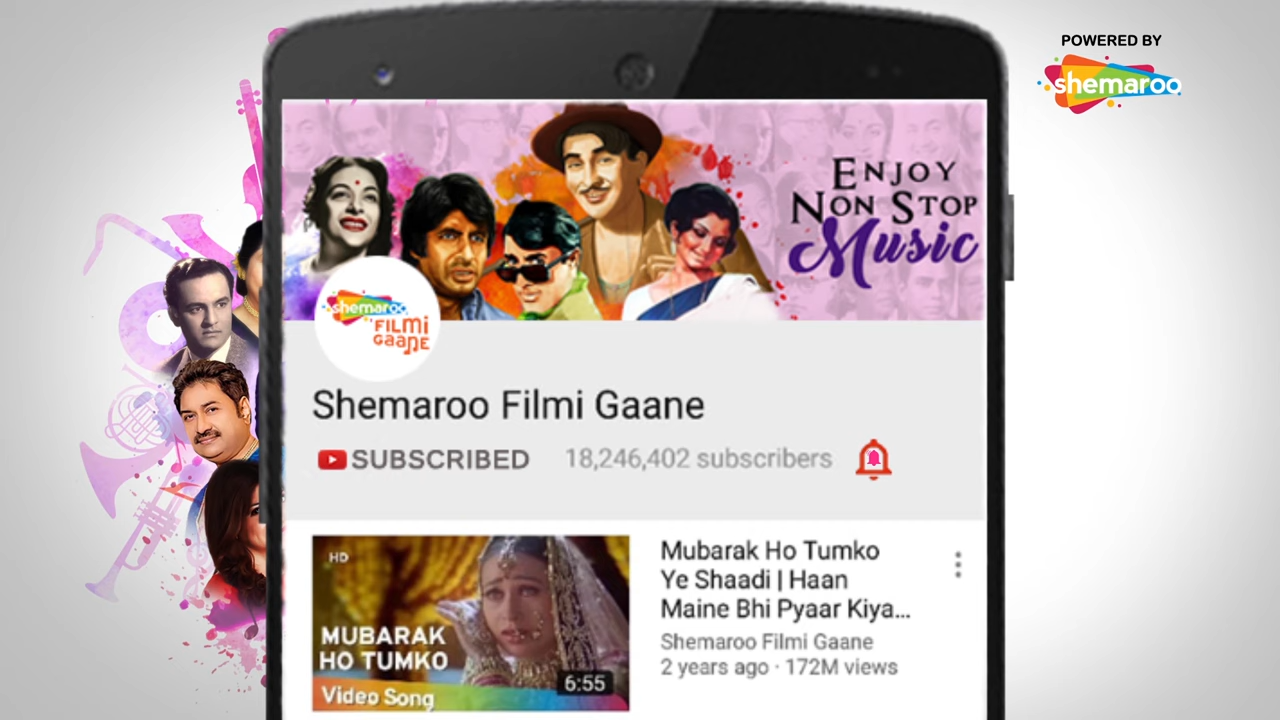 POWERED BY
shemaroo
ENJOY
NON STOP
Music
shemaroo
FILMI
GAANE
Shemaroo Filmi Gaane
SUBSCRIBED 18,246,402 subscribers
HD
MUBARAK
HO TUMKO
Video Song
6:55
Mubarak Ho Tumko
Ye Shaadi | Haan
Maine Bhi Pyaar Kiya...
Shemaroo Filmi Gaane
2 years ago · 172M views